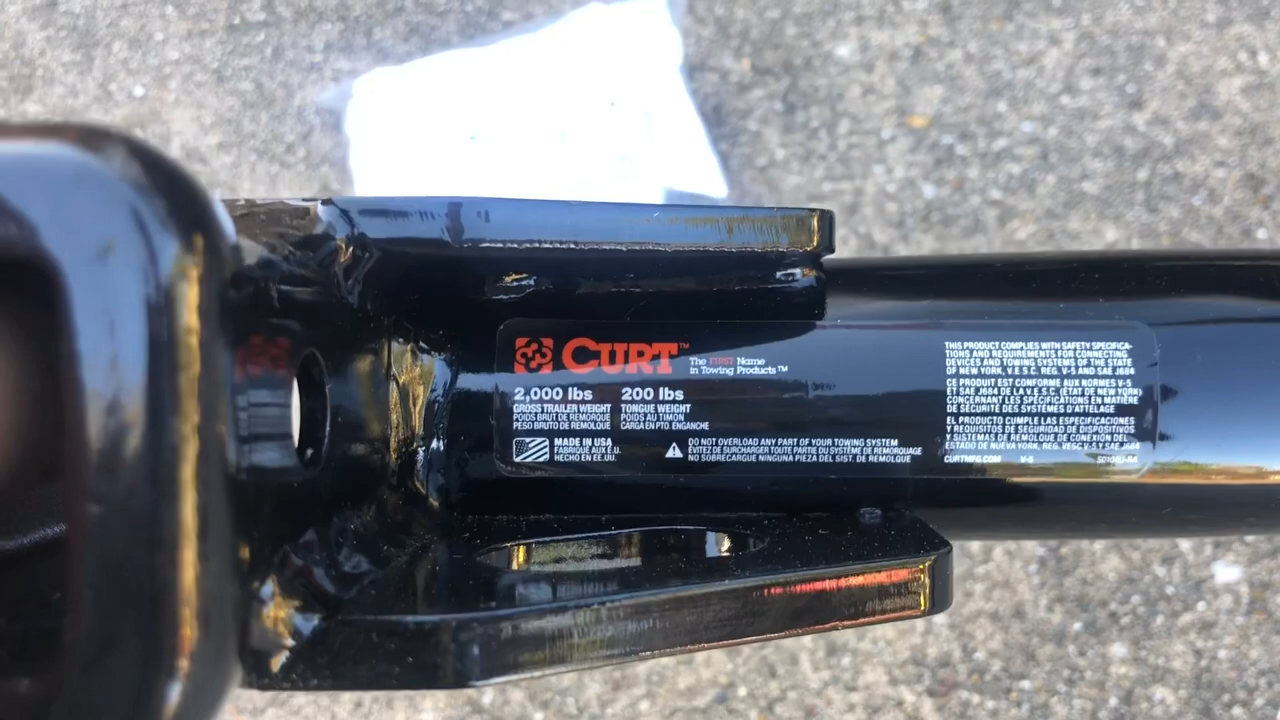 CURT™
The FIRST Name
in Towing Products™
2,000 lbs
GROSS TRAILER WEIGHT
POIDS BRUT DE REMORQUE
PESO BRUTO DE REMOLQUE
200 lbs
TONGUE WEIGHT
POIDS AU TIMON
CARGA EN PTO. ENGANCHE
MADE IN USA
FABRIQUÉ AUX É.U.
HECHO EN EE.UU.
DO NOT OVERLOAD ANY PART OF YOUR TOWING SYSTEM
ÉVITEZ DE SURCHARGER TOUTE PARTIE DU SYSTÈME DE REMORQUAGE
NO SOBRECARGUE NINGUNA PIEZA DEL SIST. DE REMOLQUE
THIS PRODUCT COMPLIES WITH SAFETY SPECIFICA-
TIONS AND REQUIREMENTS FOR CONNECTING
DEVICES AND TOWING SYSTEMS OF THE STATE
OF NEW YORK, V.E.S.C. REG. V-5 AND SAE J684
CE PRODUIT EST CONFORME AUX NORMES V-5
ET SAE J684 DE LA V.E.S.C. (ÉTAT DE NEW YORK)
CONCERNANT LES SPÉCIFICATIONS EN MATIÈRE
DE SÉCURITÉ DES SYSTÈMES D'ATTELAGE
EL PRODUCTO CUMPLE LAS ESPECIFICACIONES
Y REQUISITOS DE SEGURIDAD DE DISPOSITIVOS
Y SISTEMAS DE REMOLQUE DE CONEXIÓN DEL
ESTADO DE NUEVA YORK, REG. VESC V-5 Y SAE J684
CURTMFG.COM V-5